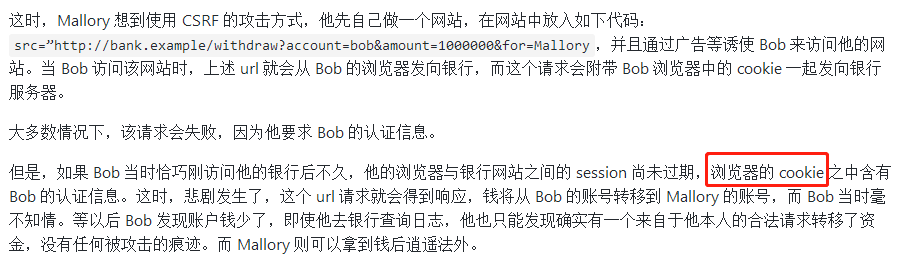 这时，Mallory 想到使用 CSRF 的攻击方式，他先自己做一个网站，在网站中放入如下代码：
src=”http://bank.example/withdraw?account=bob&amount=1000000&for=Mallory ，并且通过广告等诱使 Bob 来访问他的网
站。当 Bob 访问该网站时，上述 url 就会从 Bob 的浏览器发向银行，而这个请求会附带 Bob 浏览器中的 cookie 一起发向银行
服务器。
大多数情况下，该请求会失败，因为他要求 Bob 的认证信息。
但是，如果 Bob 当时恰巧刚访问他的银行后不久，他的浏览器与银行网站之间的 session 尚未过期，浏览器的 cookie 之中含有
Bob 的认证信息。这时，悲剧发生了，这个 url 请求就会得到响应，钱将从 Bob 的账号转移到 Mallory 的账号，而 Bob 当时毫
不知情。等以后 Bob 发现账户钱少了，即使他去银行查询日志，他也只能发现确实有一个来自于他本人的合法请求转移了资
金，没有任何被攻击的痕迹。而 Mallory 则可以拿到钱后逍遥法外。